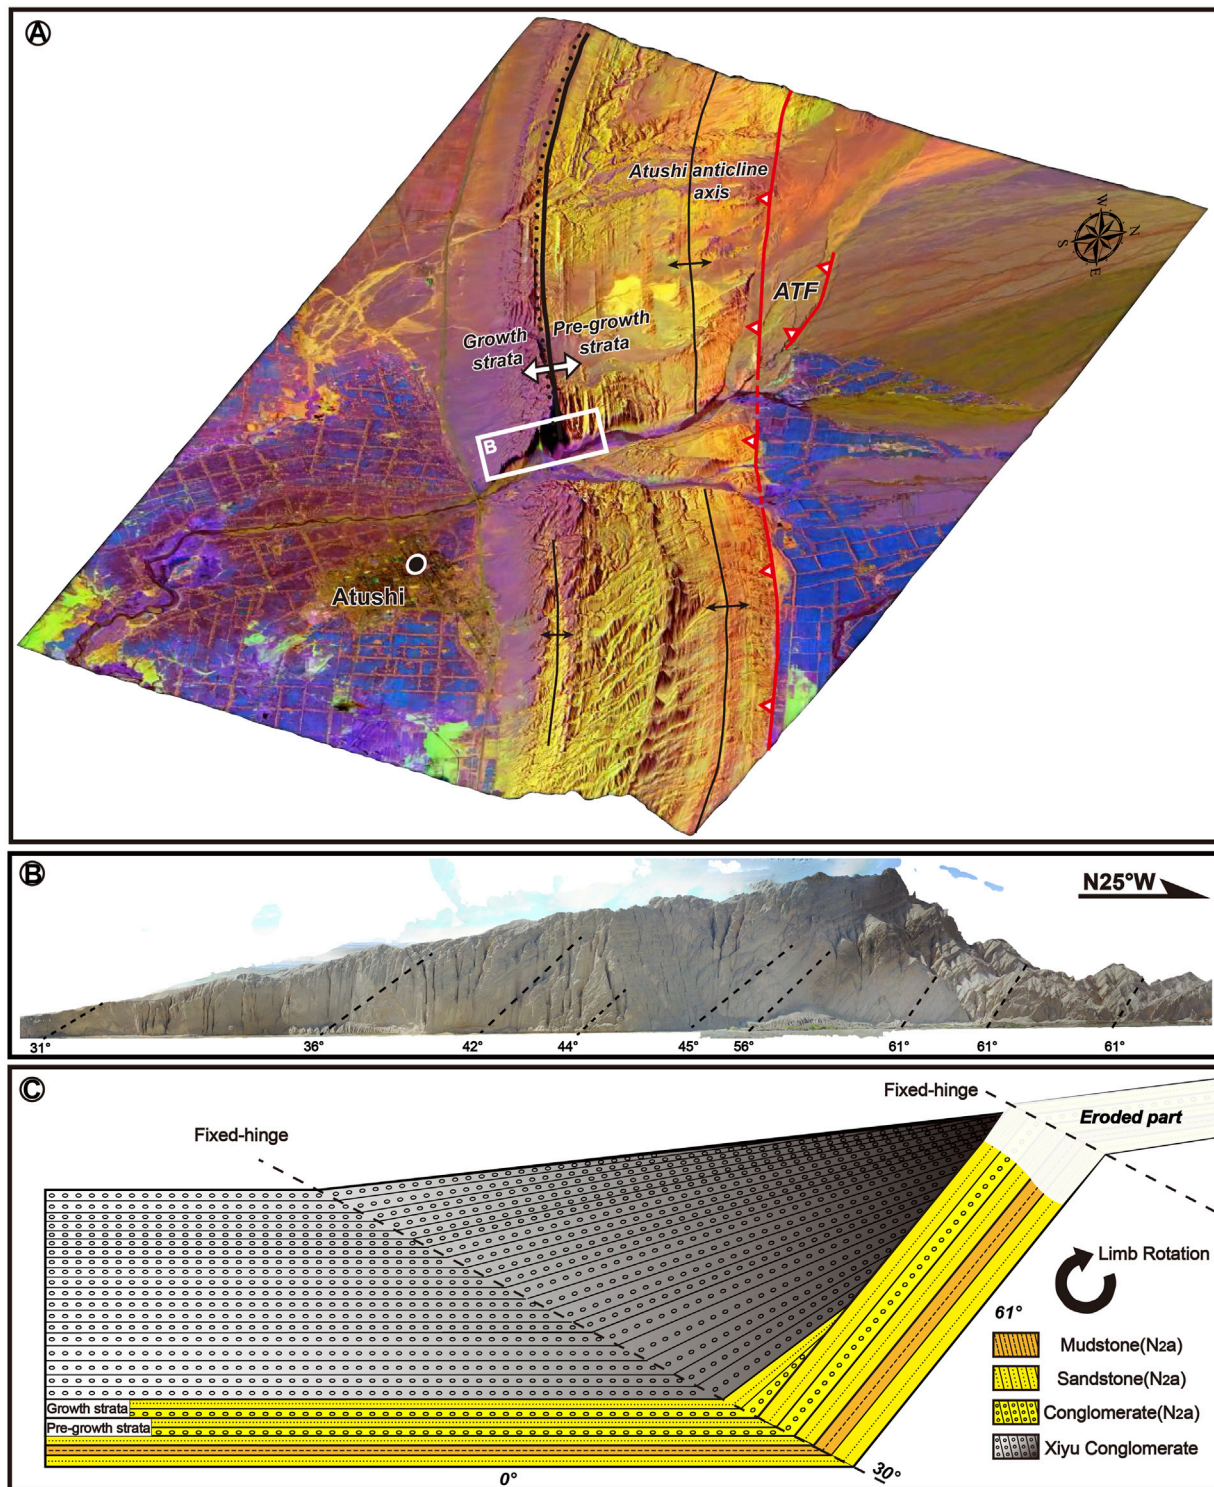 A
Atushi anticline
axis
W
N
S
E
ATF
Growth
strata
Pre-growth
strata
B
Atushi
B
N25°W
31°
36°
42°
44°
45°
56°
61°
61°
61°
C
Fixed-hinge
Fixed-hinge
Eroded part
Limb Rotation
61°
Mudstone(N2a)
Sandstone(N2a)
Conglomerate(N2a)
Xiyu Conglomerate
Growth strata
Pre-growth strata
0°
30°